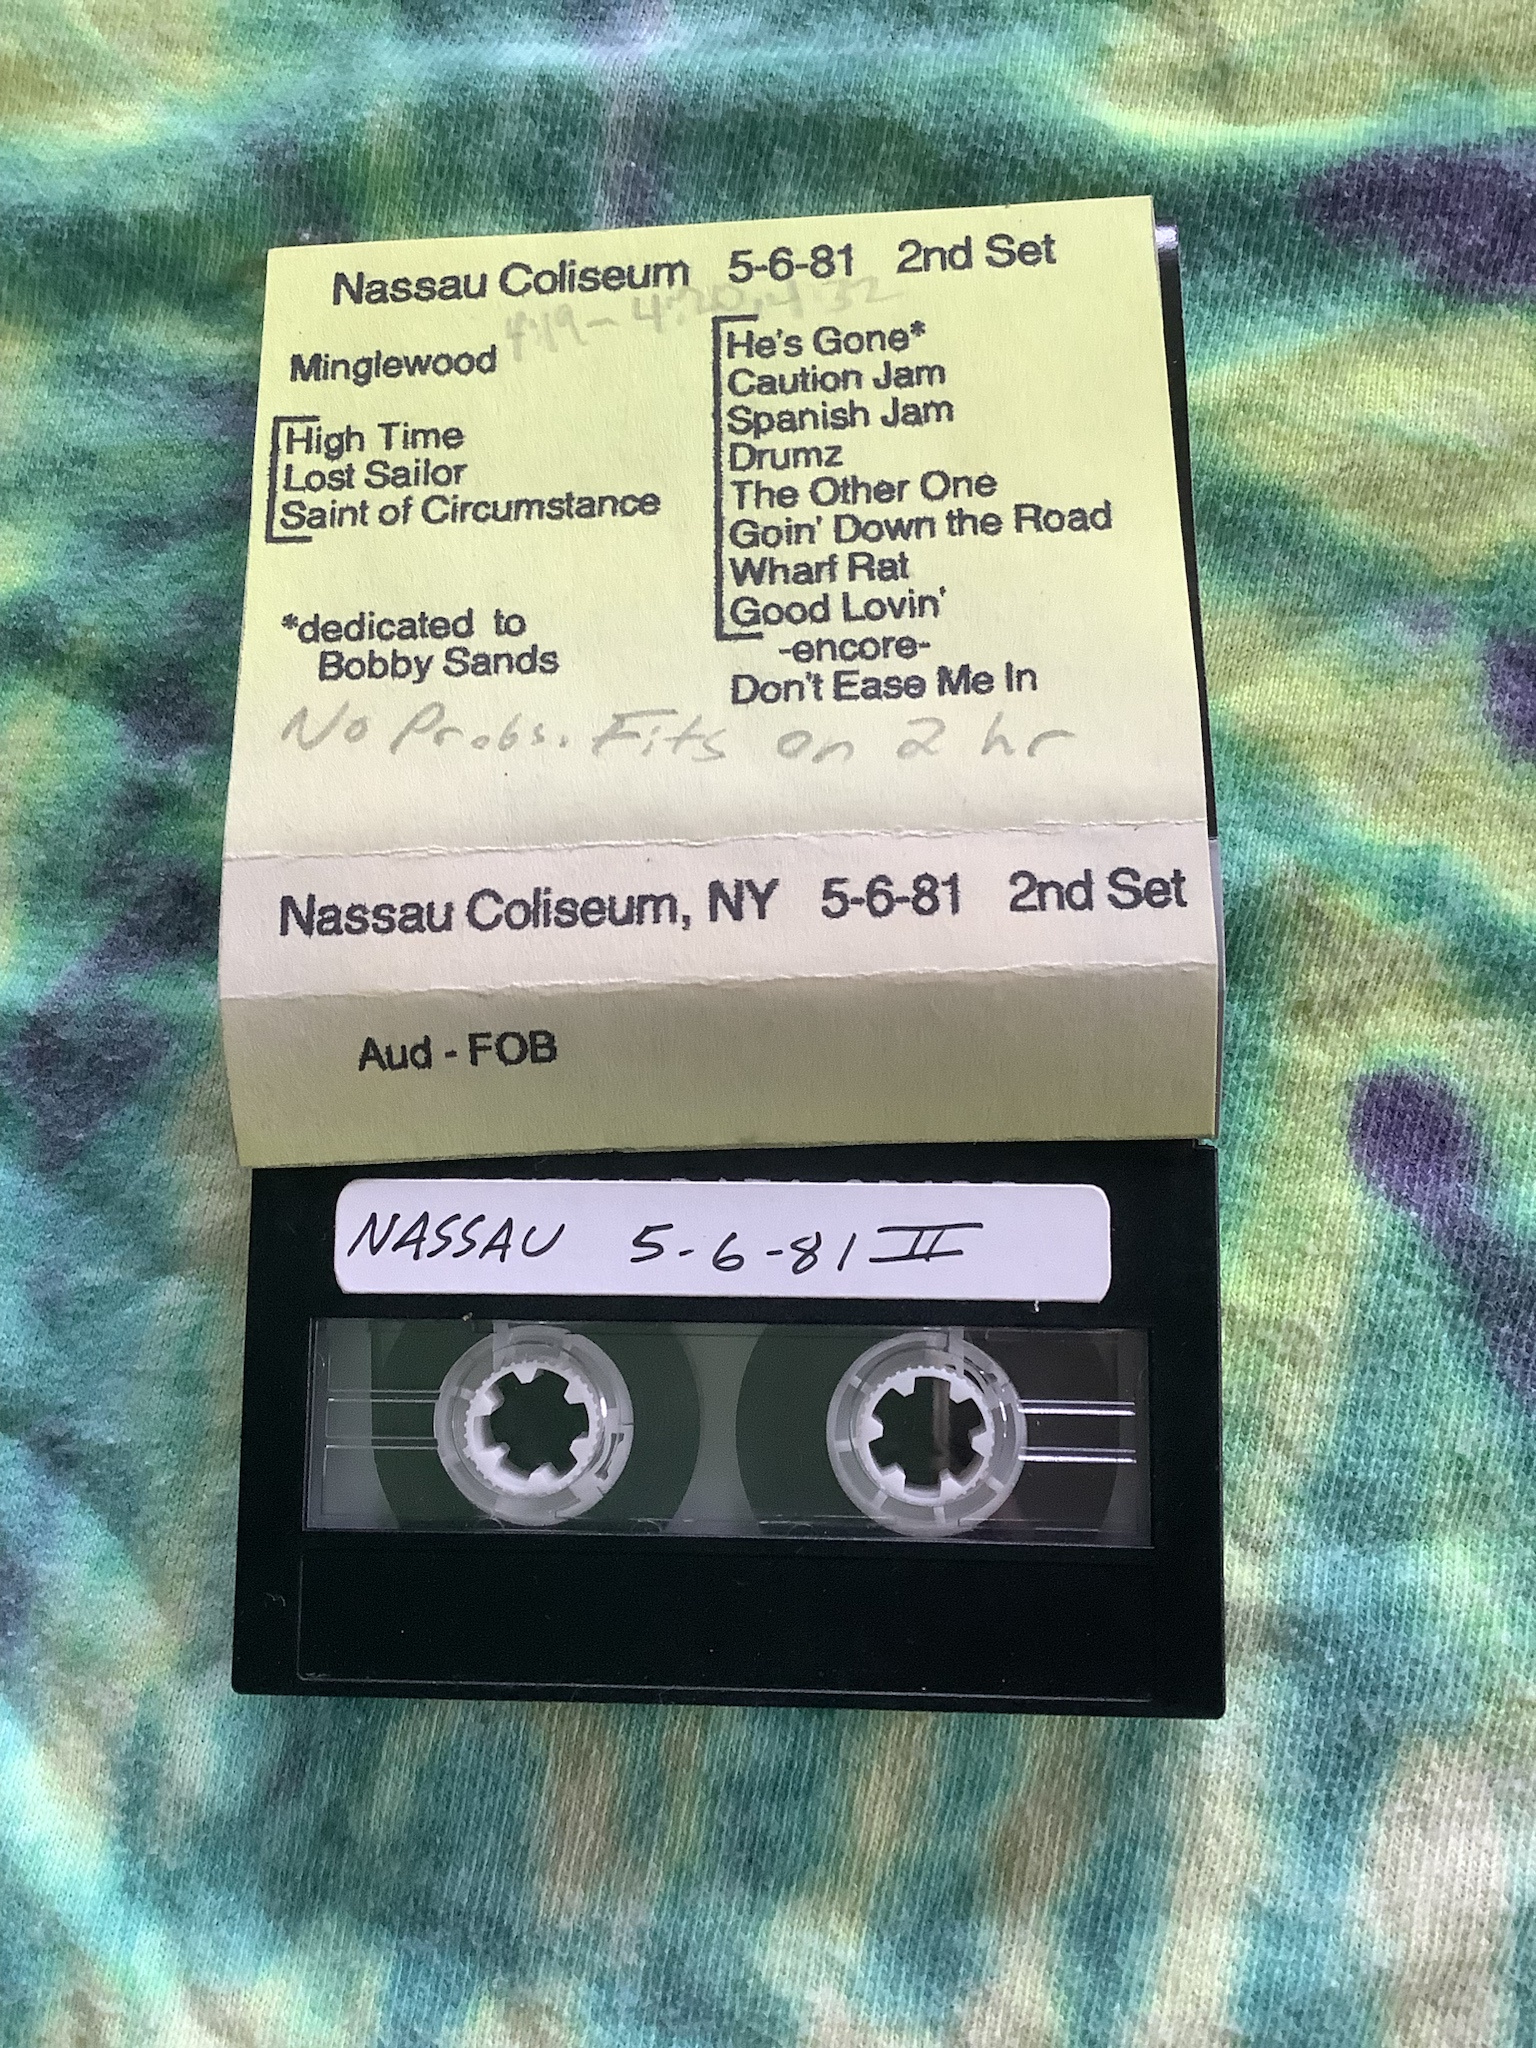 Nassau Coliseum 5-6-81 2nd Set
4:19 - 4:20,4 32
Minglewood
High Time
Lost Sailor
Saint of Circumstance
*dedicated to
Bobby Sands
He's Gone*
Caution Jam
Spanish Jam
Drumz
The Other One
Goin' Down the Road
Wharf Rat
Good Lovin'
-encore-
Don't Ease Me In
No Probs. Fits on 2 hr
Nassau Coliseum, NY 5-6-81 2nd Set
Aud - FOB
NASSAU 5-6-81 II